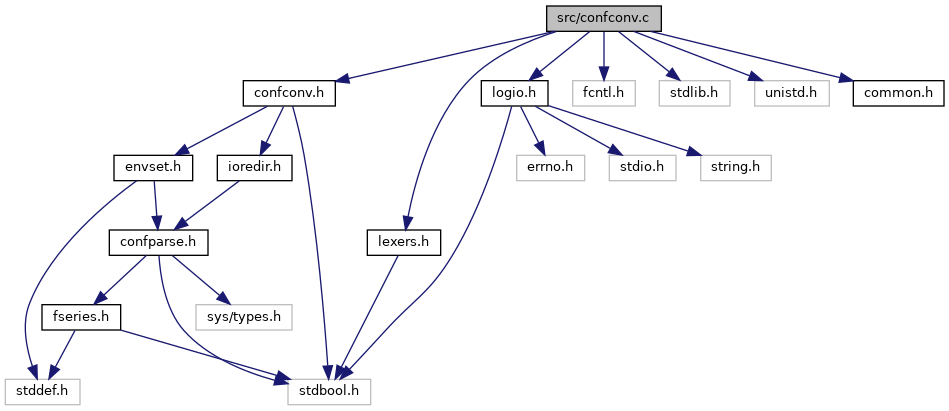 src/confconv.c
confconv.h
logio.h
fcntl.h
stdlib.h
unistd.h
common.h
envset.h
ioredir.h
errno.h
stdio.h
string.h
confparse.h
lexers.h
fseries.h
sys/types.h
stddef.h
stdbool.h